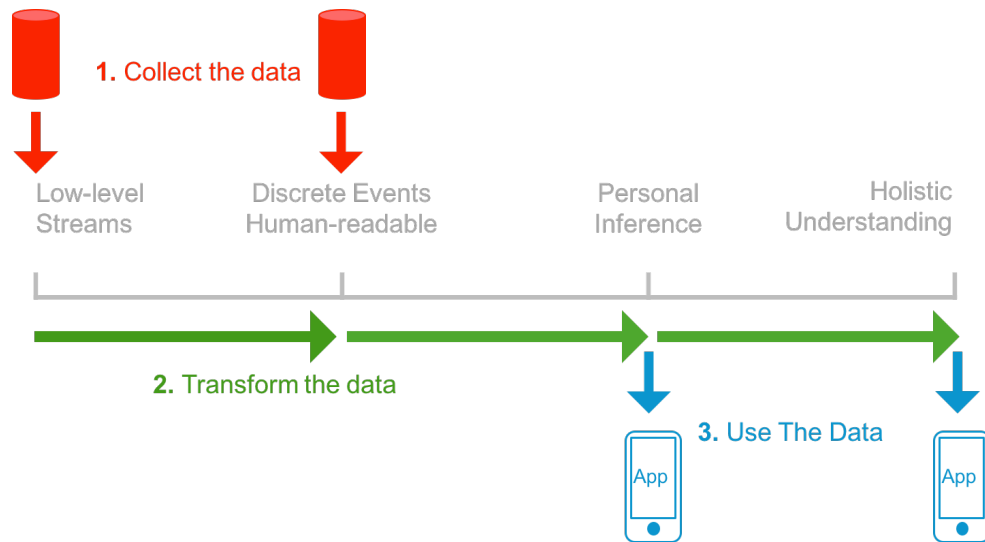 1. Collect the data
Low-level
Streams
Discrete Events
Human-readable
Personal
Inference
Holistic
Understanding
2. Transform the data
3. Use The Data
App
App